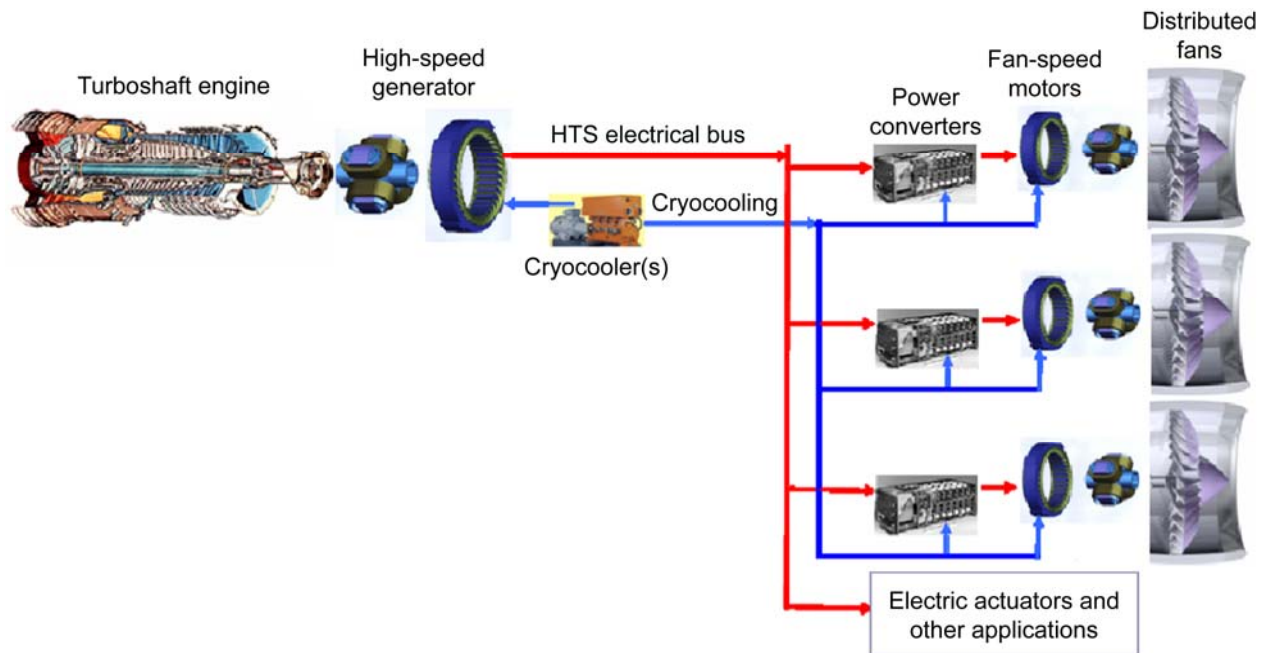 Turboshaft engine
High-speed
generator
HTS electrical bus
Cryocooling
Cryocooler(s)
Power
converters
Fan-speed
motors
Distributed
fans
Electric actuators and
other applications